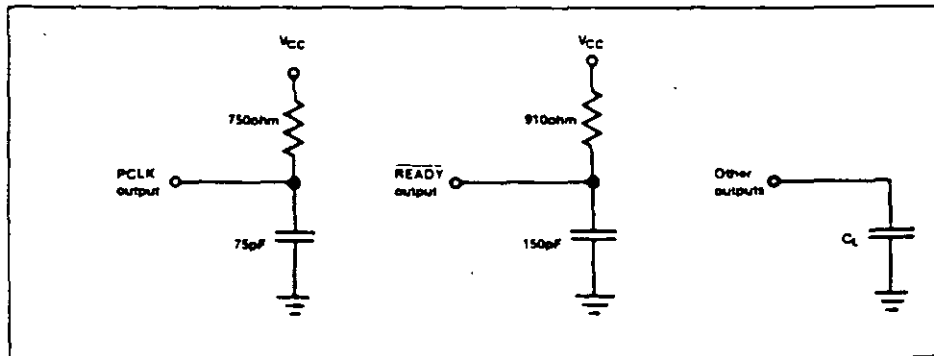 VCC
750ohm
PCLK
output
75pF
VCC
910ohm
READY
output
150pF
Other
outputs
CL